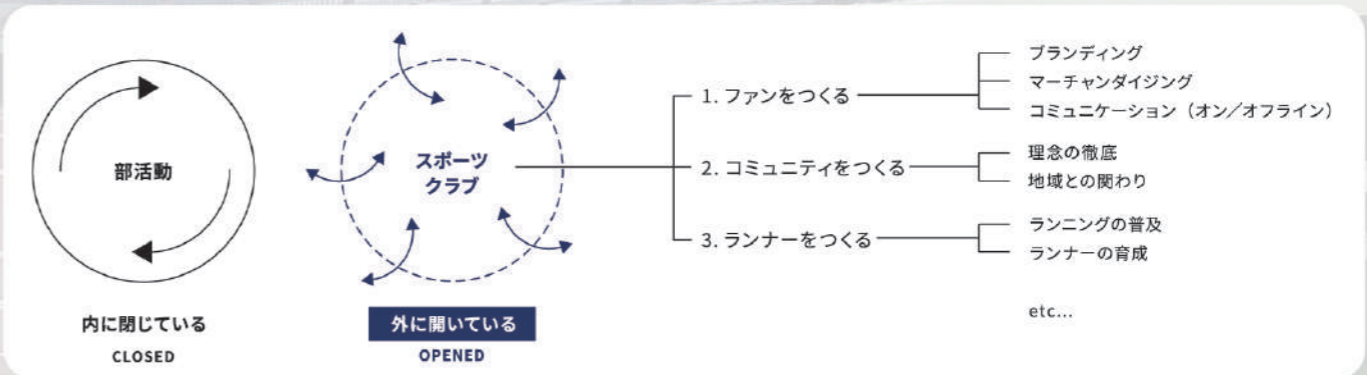 部活動
内に閉じている
CLOSED
スポーツ
クラブ
外に開いている
OPENED
1. ファンをつくる
ブランディング
マーチャンダイジング
コミュニケーション（オン／オフライン）
2. コミュニティをつくる
理念の徹底
地域との関わり
3. ランナーをつくる
ランニングの普及
ランナーの育成
etc...